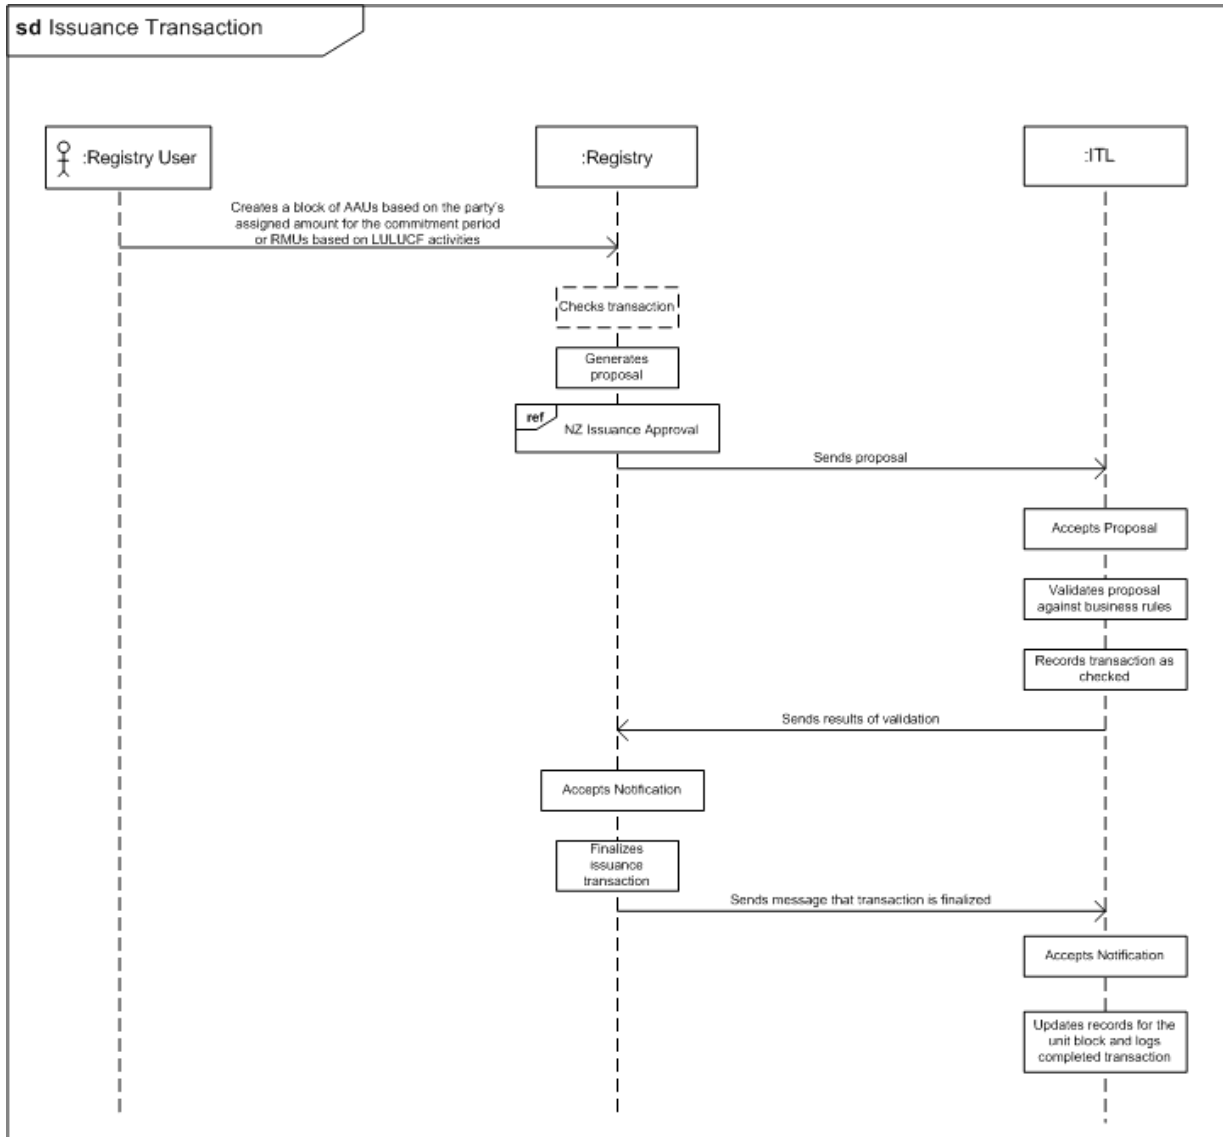 sd Issuance Transaction
:Registry User
:Registry
:ITL
Creates a block of AAUs based on the party's
assigned amount for the commitment period
or RMUs based on LULUCF activities
Checks transaction
Generates
proposal
ref
NZ Issuance Approval
Sends proposal
Accepts Proposal
Validates proposal
against business rules
Records transaction as
checked
Sends results of validation
Accepts Notification
Finalizes
issuance
transaction
Sends message that transaction is finalized
Accepts Notification
Updates records for the
unit block and logs
completed transaction